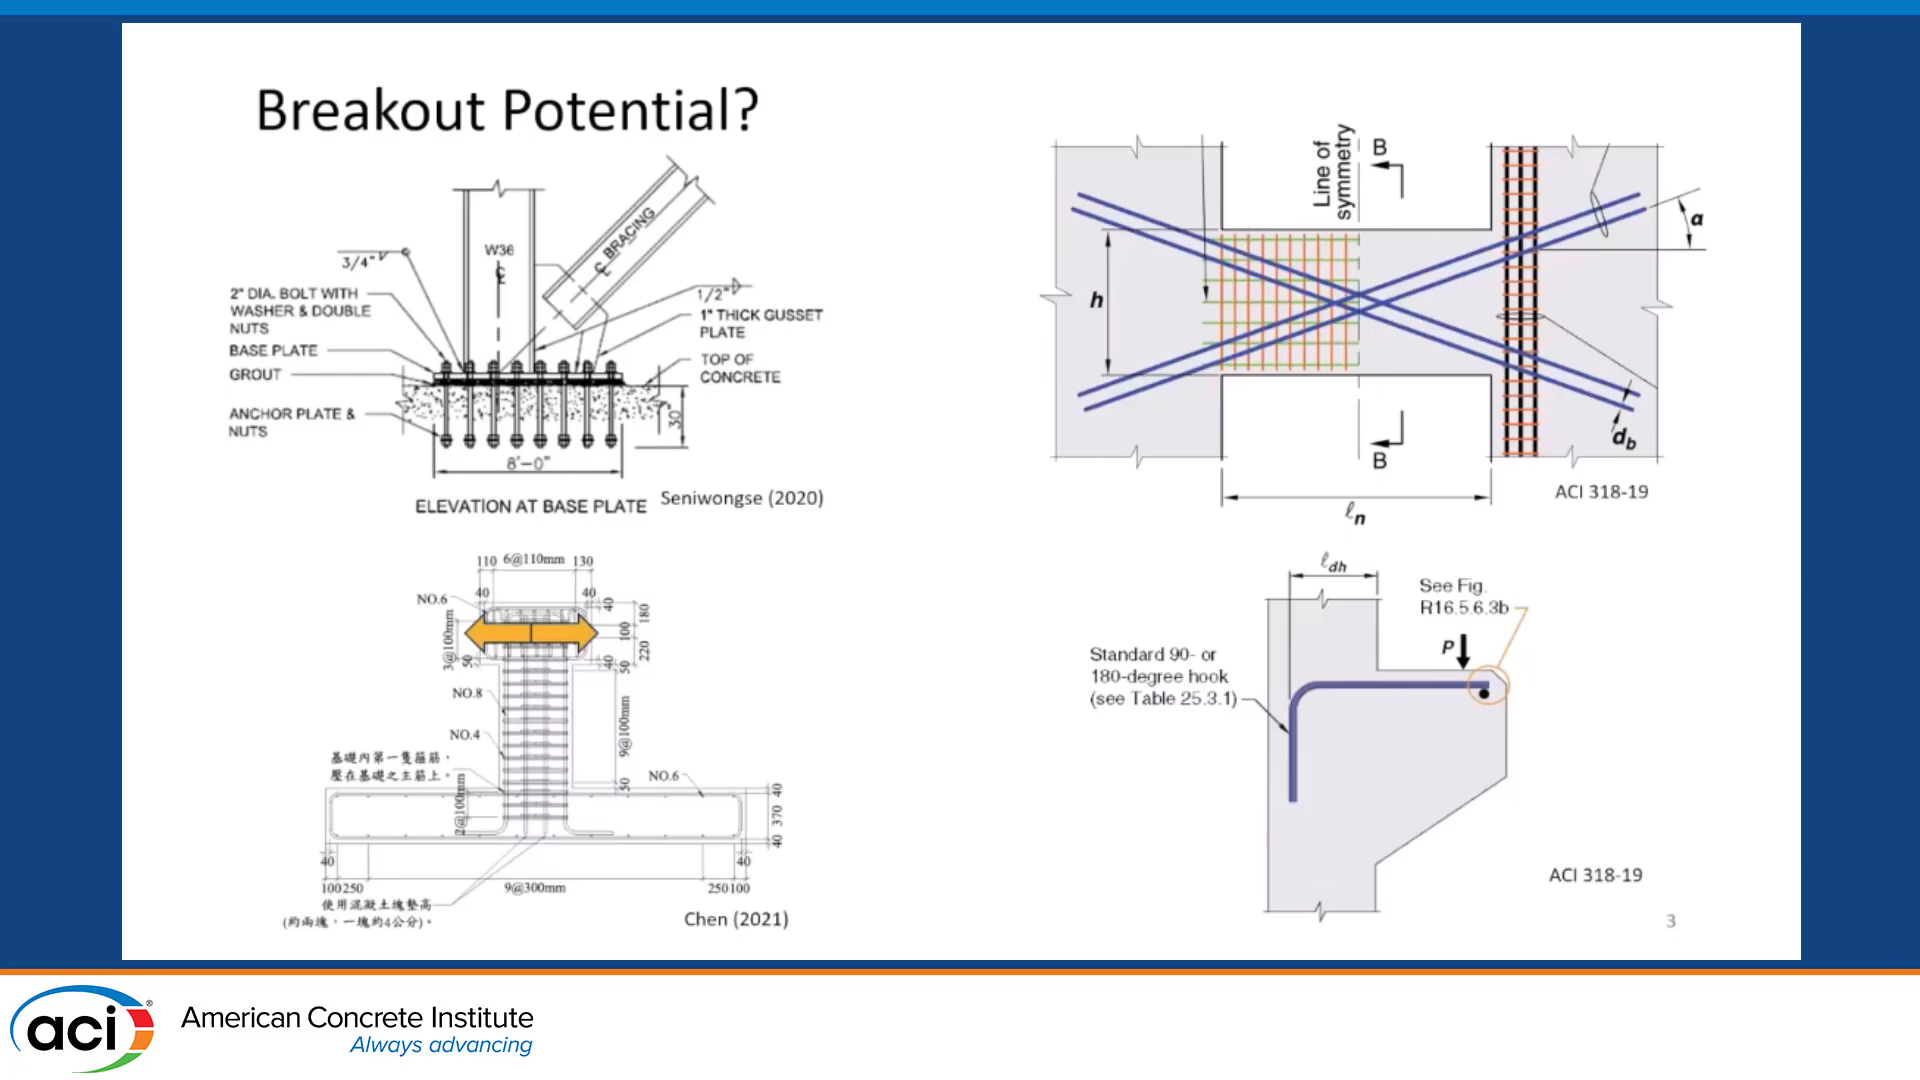 Breakout Potential?
W36
℄
℄ BRACING
3/4"
1/2"
2" DIA. BOLT WITH
WASHER & DOUBLE
NUTS
BASE PLATE
GROUT
ANCHOR PLATE &
NUTS
1" THICK GUSSET
PLATE
TOP OF
CONCRETE
30"
8'-0"
ELEVATION AT BASE PLATE
Seniwongse (2020)
Line of
symmetry
B
B
h
α
db
ℓn
ACI 318-19
110 6@110mm 130
40
40
NO.6
3@100mm
50
40
180
100
220
40
50
NO.8
NO.4
9@100mm
50
基礎內第一隻箍筋，
壓在基礎之主筋上。
2@100mm
NO.6
40
370
40
40
40
100250
9@300mm
250100
使用混凝土塊墊高
(約兩塊，一塊約4公分)。
Chen (2021)
ℓdh
See Fig.
R16.5.6.3b
P
Standard 90- or
180-degree hook
(see Table 25.3.1)
ACI 318-19
3
aci®
American Concrete Institute
Always advancing